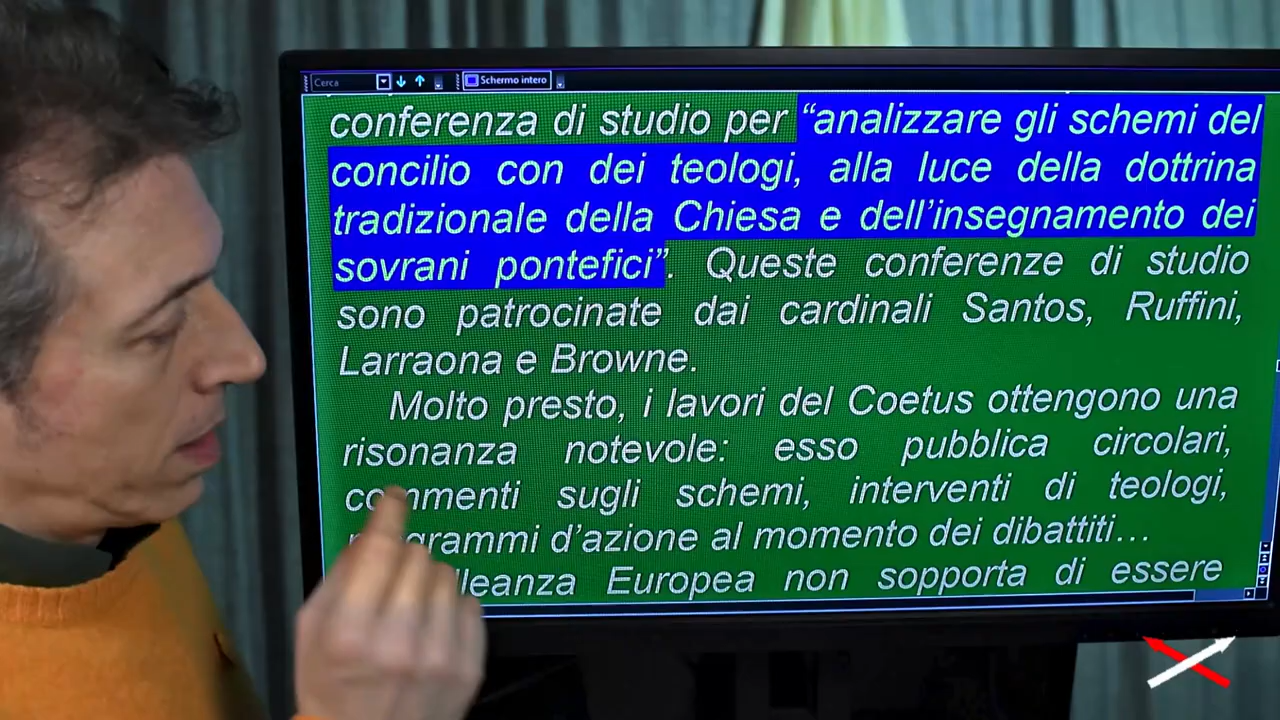 Cerca
Schermo intero
conferenza di studio per “analizzare gli schemi del
concilio con dei teologi, alla luce della dottrina
tradizionale della Chiesa e dell’insegnamento dei
sovrani pontefici”. Queste conferenze di studio
sono patrocinate dai cardinali Santos, Ruffini,
Larraona e Browne.
Molto presto, i lavori del Coetus ottengono una
risonanza notevole: esso pubblica circolari,
commenti sugli schemi, interventi di teologi,
d’azione al momento dei dibattiti…
Europea non sopporta di essere